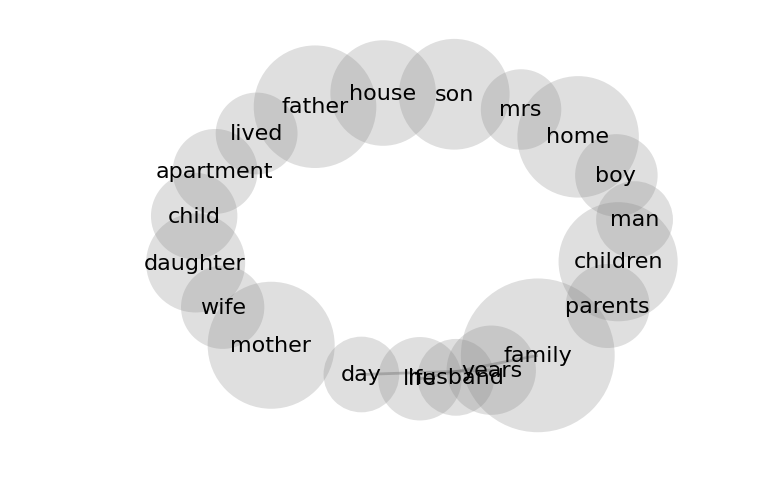 house
son
father
mrs
lived
home
apartment
boy
child
man
daughter
children
wife
parents
mother
family
day
life
husband
years